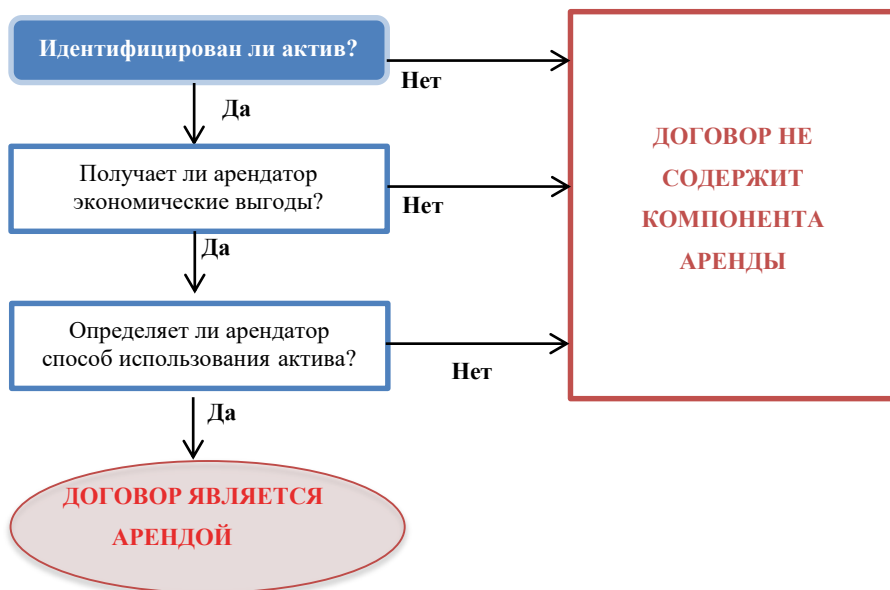 Идентифицирован ли актив?
Нет
Да
Получает ли арендатор
экономические выгоды?
Нет
Да
Определяет ли арендатор
способ использования актива?
Нет
Да
ДОГОВОР ЯВЛЯЕТСЯ
АРЕНДОЙ
ДОГОВОР НЕ
СОДЕРЖИТ
КОМПОНЕНТА
АРЕНДЫ